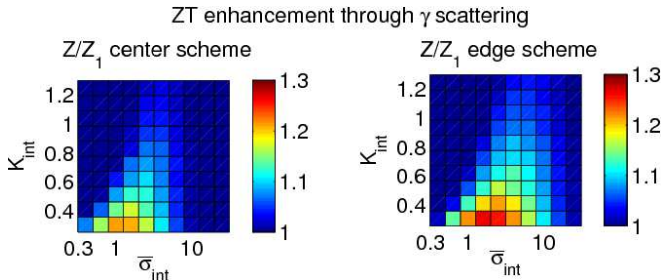 ZT enhancement through γ scattering
Z/Z1 center scheme
Z/Z1 edge scheme
1.2
1
0.8
0.6
0.4
Kint
0.3 1 10
σ̅int
1.3
1.2
1.1
1
1.2
1
0.8
0.6
0.4
Kint
0.3 1 10
σ̅int
1.3
1.2
1.1
1